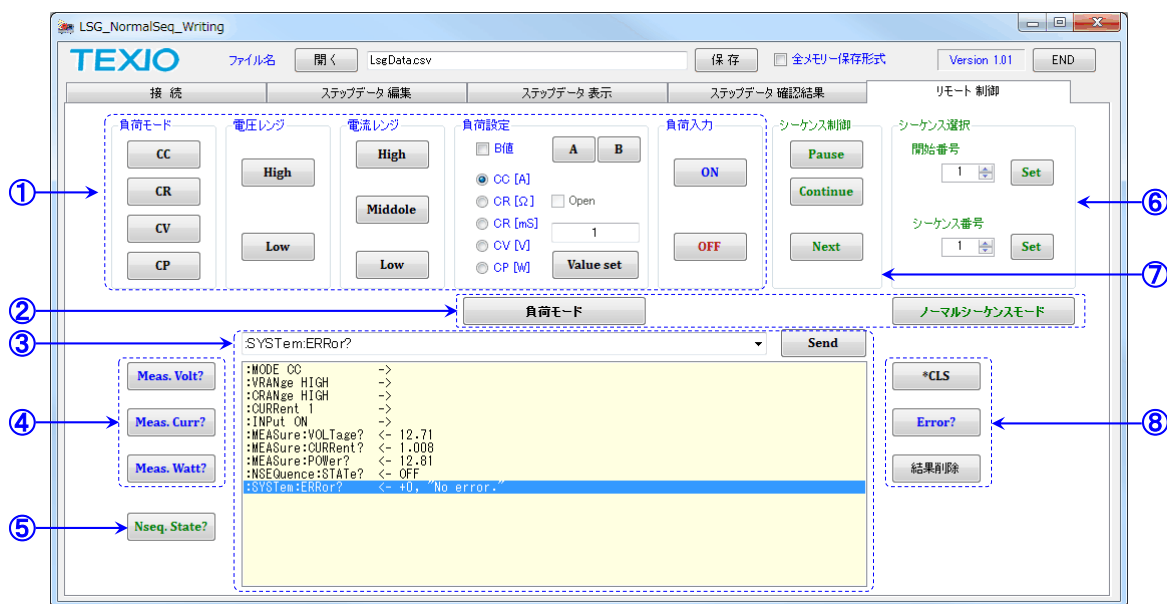 LSG_NormalSeq_Writing
TEXIO ファイル名 開く LsgData.csv 保 存 全メモリー保存形式 Version 1.01 END
接 続 ステップデータ 編集 ステップデータ 表示 ステップデータ 確認結果 リモート 制御
負荷モード 電圧レンジ 電流レンジ 負荷設定 負荷入力 シーケンス制御 シーケンス選択
CC High B値 A B Pause 開始番号
High CC [A] ON 1 Set
① CR Middole CR [Ω] Open Continue ⑥
CV CR [mS] 1 シーケンス番号
Low CV [V] OFF Next 1 Set
CP Low CP [W] Value set ⑦
② 負荷モード ノーマルシーケンスモード
③ :SYSTem:ERRor? Send
:MODE CC ->
:VRANge HIGH ->
:CRANge HIGH ->
:CURRent 1 ->
:INPut ON ->
:MEASure:VOLTage? <- 12.71
:MEASure:CURRent? <- 1.008
:MEASure:POWer? <- 12.81
:NSEQuence:STATe? <- OFF
:SYSTem:ERRor? <- +0, "No error."
Meas. Volt? *CLS
④ Meas. Curr? Error? ⑧
Meas. Watt? 結果削除
⑤ Nseq. State?